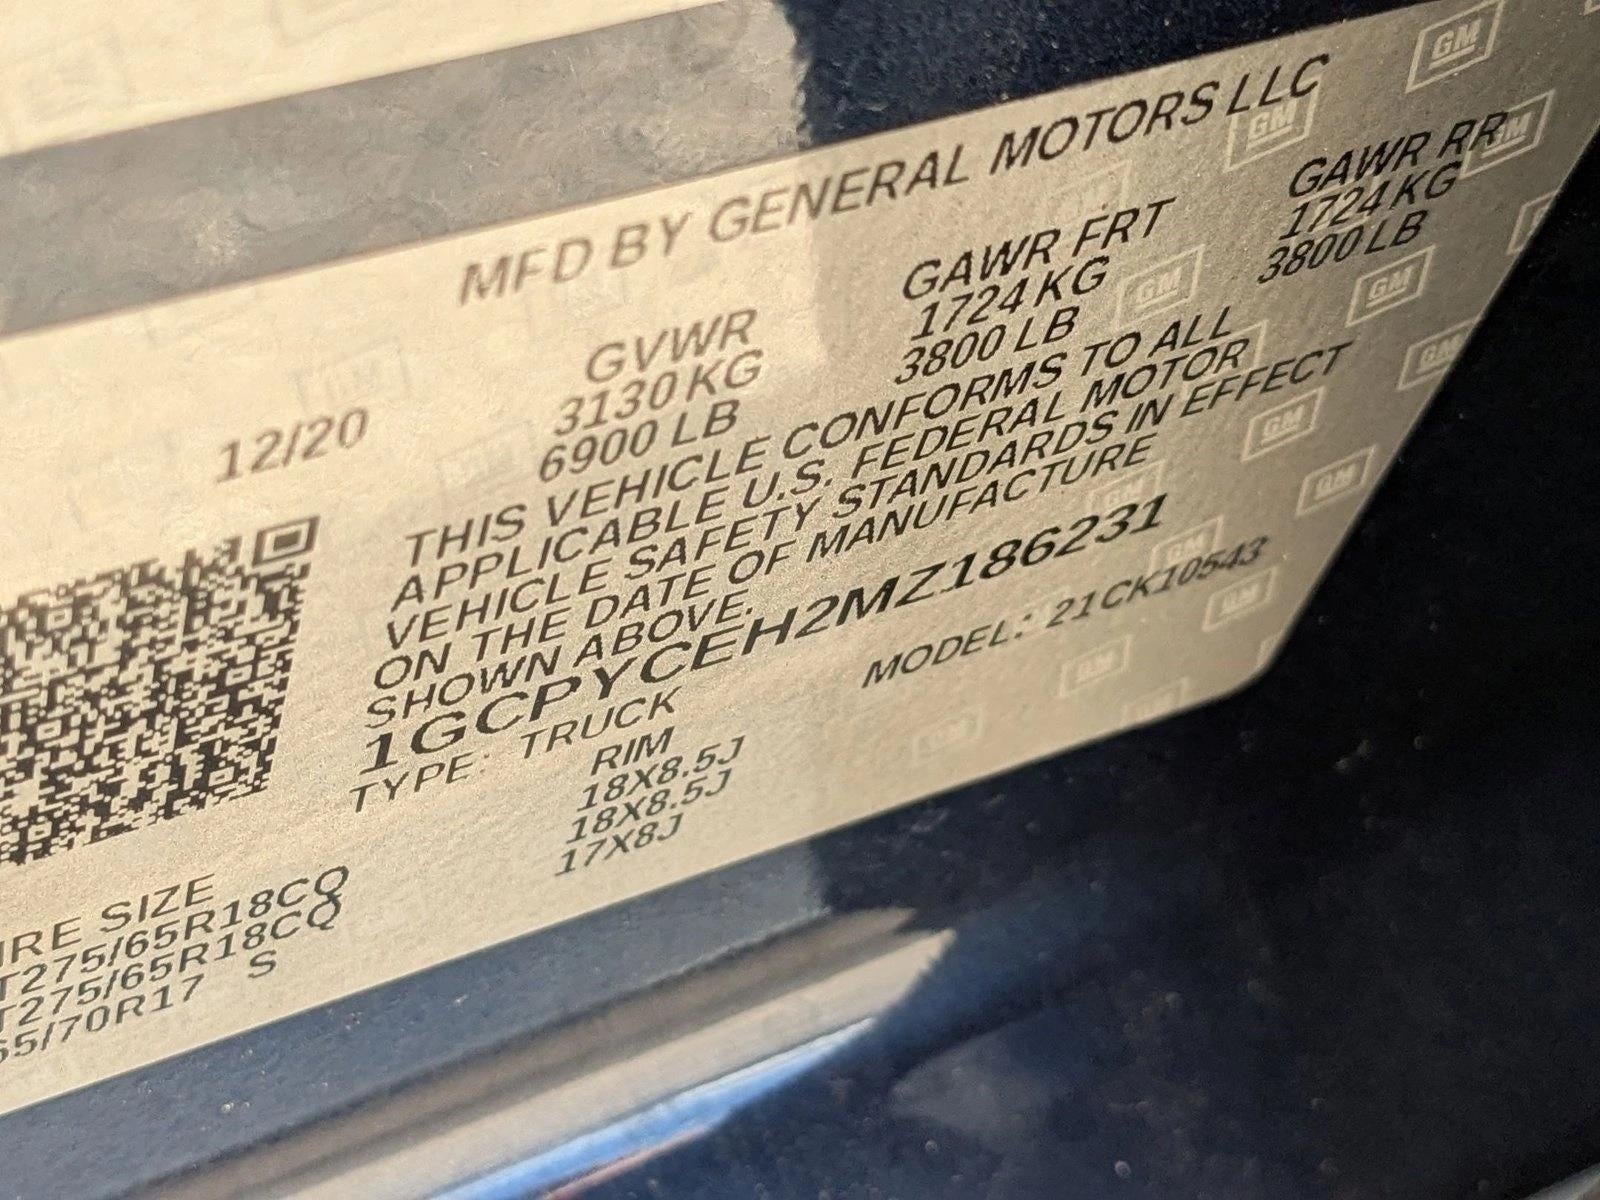 MFD BY GENERAL MOTORS LLC
12/20
GVWR GAWR FRT GAWR RR
3130 KG 1724 KG 1724 KG
6900 LB 3800 LB 3800 LB
THIS VEHICLE CONFORMS TO ALL
APPLICABLE U.S. FEDERAL MOTOR
VEHICLE SAFETY STANDARDS IN EFFECT
ON THE DATE OF MANUFACTURE
SHOWN ABOVE.
1GCPYCEH2MZ186231
TYPE: TRUCK MODEL: 21CK10543
SIZE RIM
T275/65R18CQ 18X8.5J
T275/65R18CQ 18X8.5J
/70R17 S 17X8J
GM